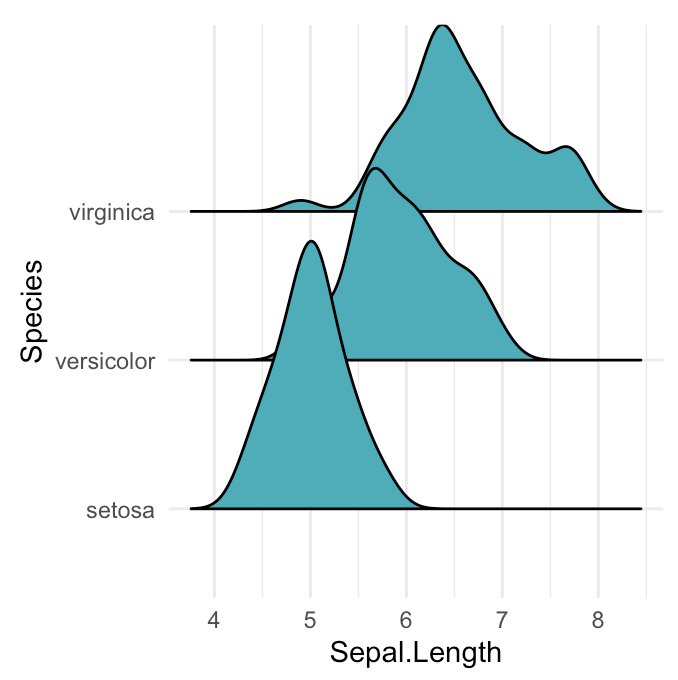 virginica
versicolor
setosa
Species
4 5 6 7 8
Sepal.Length